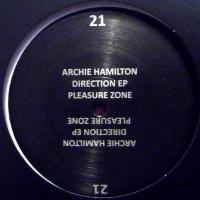 21
ARCHIE HAMILTON
DIRECTION EP
PLEASURE ZONE
ARCHIE HAMILTON
DIRECTION EP
PLEASURE ZONE
21